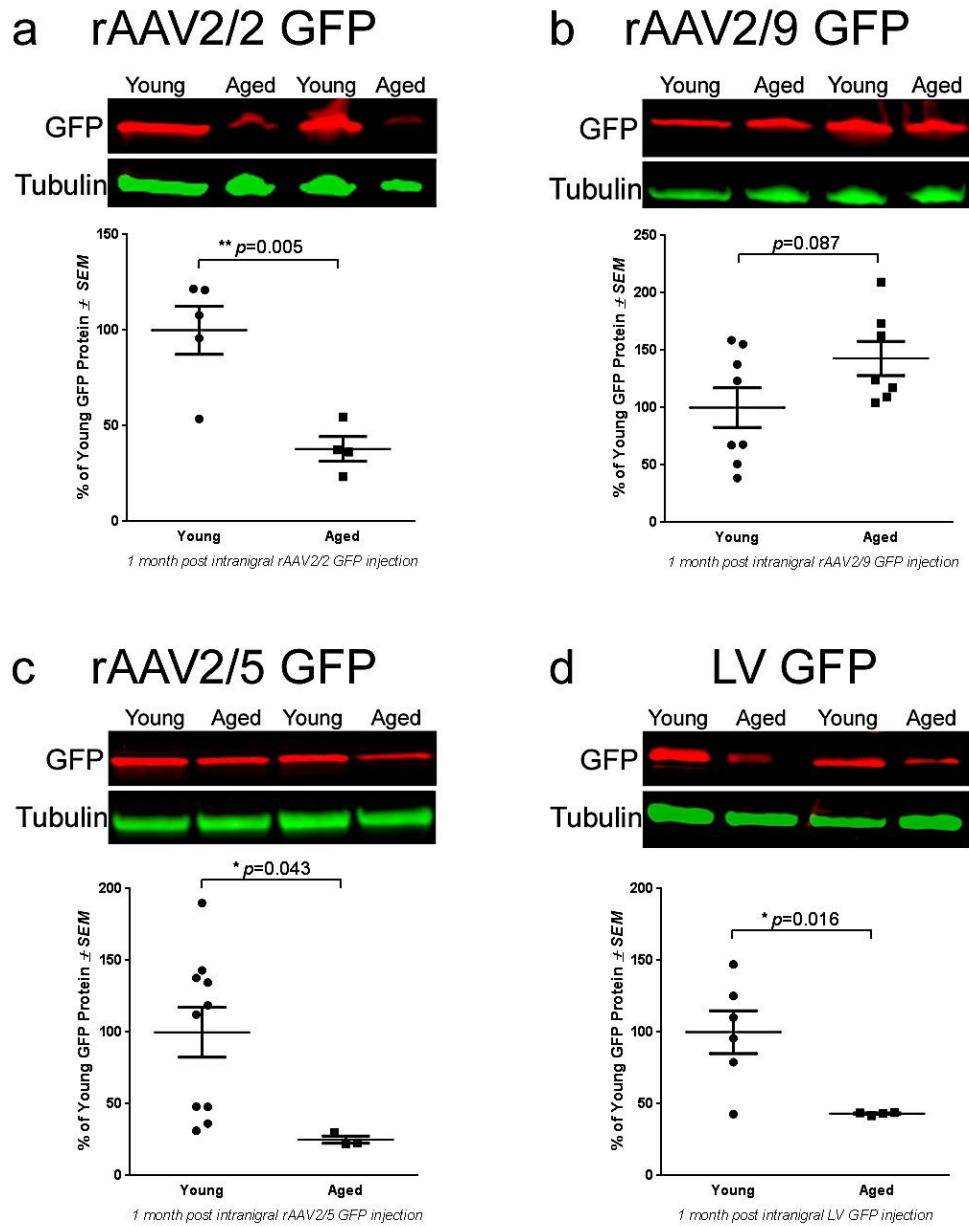 a rAAV2/2 GFP
Young Aged Young Aged
GFP
Tubulin
150
100
50
0
% of Young GFP Protein ± SEM
** p=0.005
Young Aged
1 month post intranigral rAAV2/2 GFP injection
b rAAV2/9 GFP
Young Aged Young Aged
GFP
Tubulin
250
200
150
100
50
0
% of Young GFP Protein ± SEM
p=0.087
Young Aged
1 month post intranigral rAAV2/9 GFP injection
c rAAV2/5 GFP
Young Aged Young Aged
GFP
Tubulin
200
150
100
50
0
% of Young GFP Protein ± SEM
* p=0.043
Young Aged
1 month post intranigral rAAV2/5 GFP injection
d LV GFP
Young Aged Young Aged
GFP
Tubulin
200
150
100
50
0
% of Young GFP Protein ± SEM
* p=0.016
Young Aged
1 month post intranigral LV GFP injection